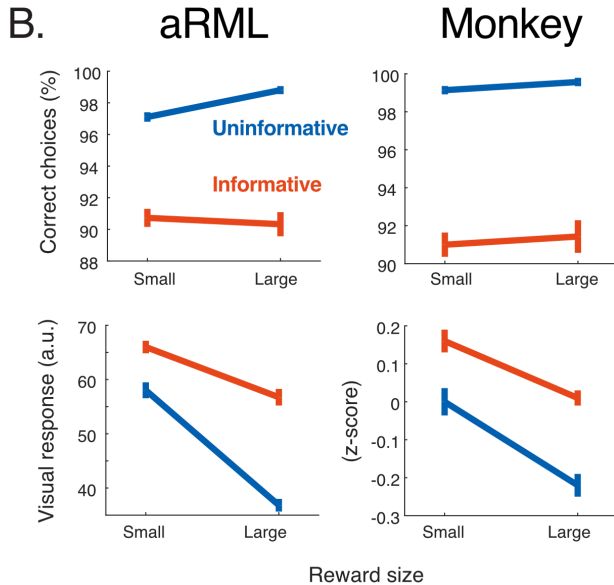 B. aRML Monkey
Correct choices (%)
100
98
96
94
92
90
88
Uninformative
Informative
Small Large
100
98
96
94
92
90
Small Large
Visual response (a.u.)
70
60
50
40
Small Large
(z-score)
0.2
0.1
0
-0.1
-0.2
-0.3
Small Large
Reward size